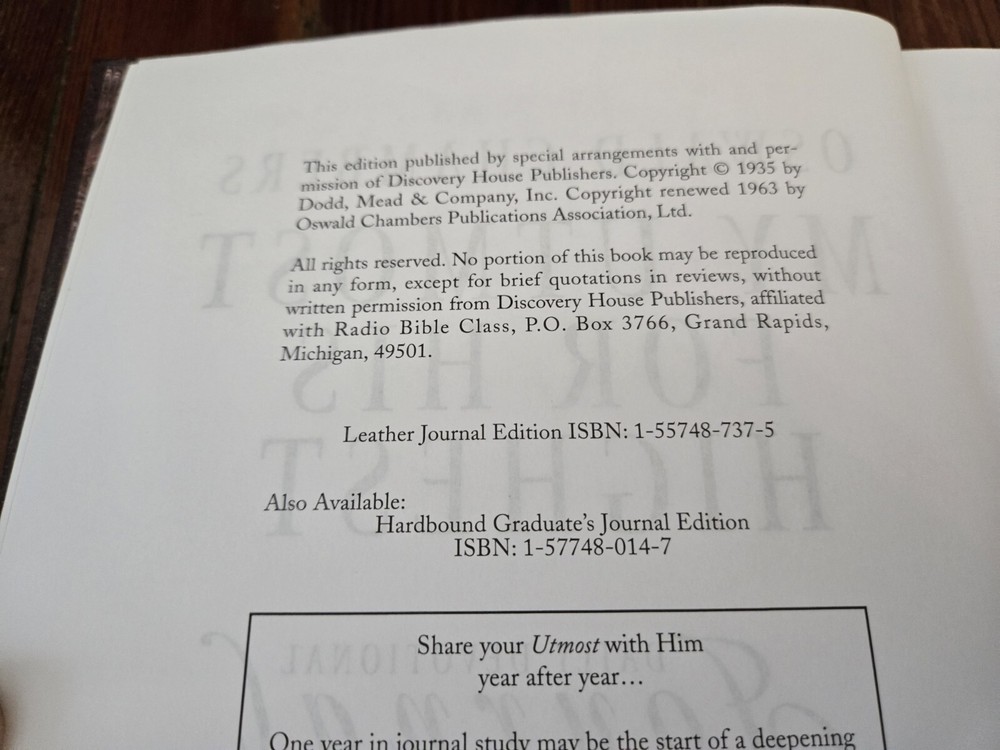 This edition published by special arrangements with and per-
mission of Discovery House Publishers. Copyright © 1935 by
Dodd, Mead & Company, Inc. Copyright renewed 1963 by
Oswald Chambers Publications Association, Ltd.
All rights reserved. No portion of this book may be reproduced
in any form, except for brief quotations in reviews, without
written permission from Discovery House Publishers, affiliated
with Radio Bible Class, P.O. Box 3766, Grand Rapids,
Michigan, 49501.
Leather Journal Edition ISBN: 1-55748-737-5
Also Available:
Hardbound Graduate's Journal Edition
ISBN: 1-57748-014-7
Share your Utmost with Him
year after year...
One year in journal study may be the start of a deepening